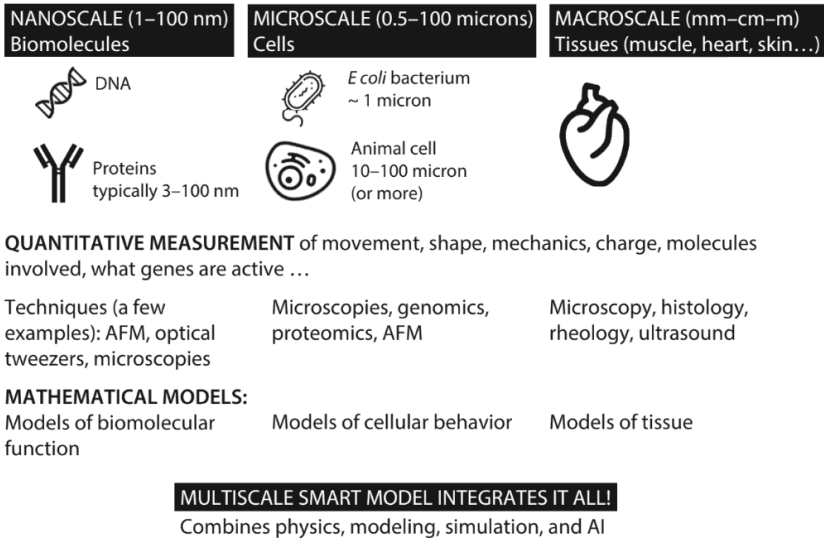 NANOSCALE (1–100 nm)
Biomolecules
DNA
Proteins
typically 3–100 nm
MICROSCALE (0.5–100 microns)
Cells
E coli bacterium
~ 1 micron
Animal cell
10–100 micron
(or more)
MACROSCALE (mm–cm–m)
Tissues (muscle, heart, skin…)
QUANTITATIVE MEASUREMENT of movement, shape, mechanics, charge, molecules
involved, what genes are active …
Techniques (a few
examples): AFM, optical
tweezers, microscopies
Microscopies, genomics,
proteomics, AFM
Microscopy, histology,
rheology, ultrasound
MATHEMATICAL MODELS:
Models of biomolecular
function
Models of cellular behavior
Models of tissue
MULTISCALE SMART MODEL INTEGRATES IT ALL!
Combines physics, modeling, simulation, and AI